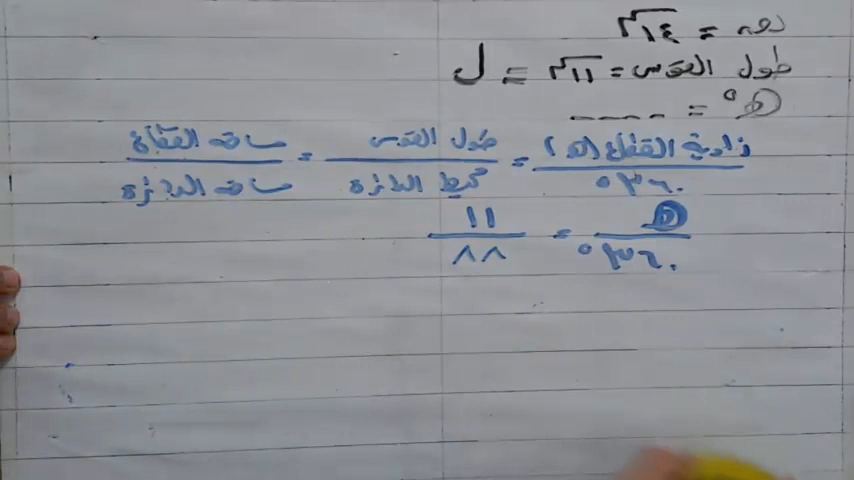 نق = ١٤سم
طول القوس = ١١سم = ل
هـ° = ----
زاوية القطاع (هـ) / ٣٦٠° = طول القوس / محيط الدائرة = مساحة القطاع / مساحة الدائرة
هـ / ٣٦٠° = ١١ / ٨٨